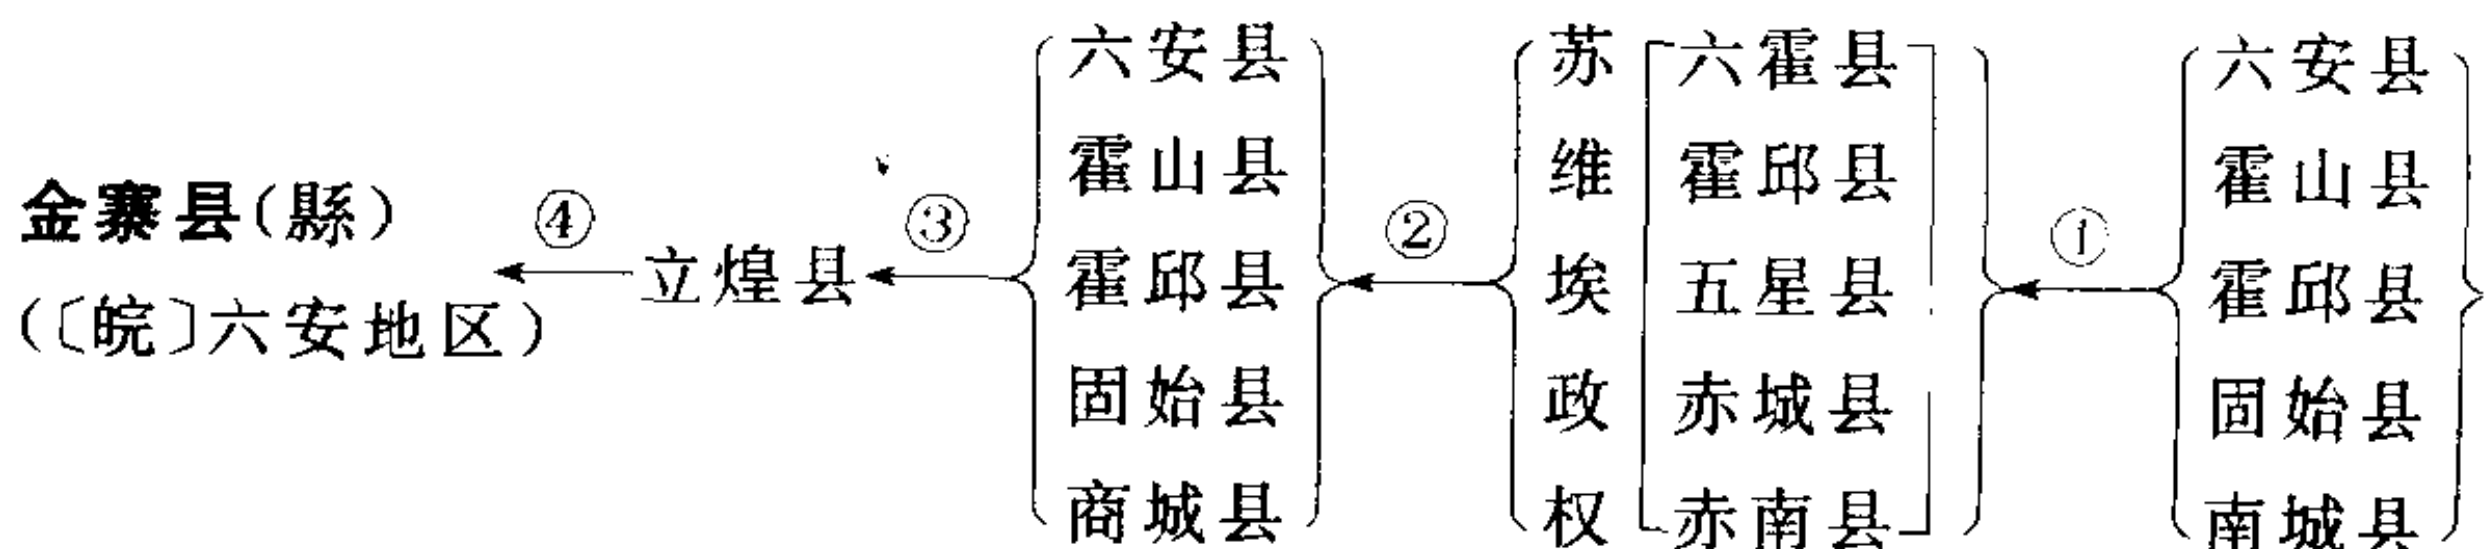 金寨县(縣)
(〔皖〕六安地区)
④
立煌县
③
六安县
霍山县
霍邱县
固始县
商城县
②
苏维埃政权
六霍县
霍邱县
五星县
赤城县
赤南县
①
六安县
霍山县
霍邱县
固始县
南城县